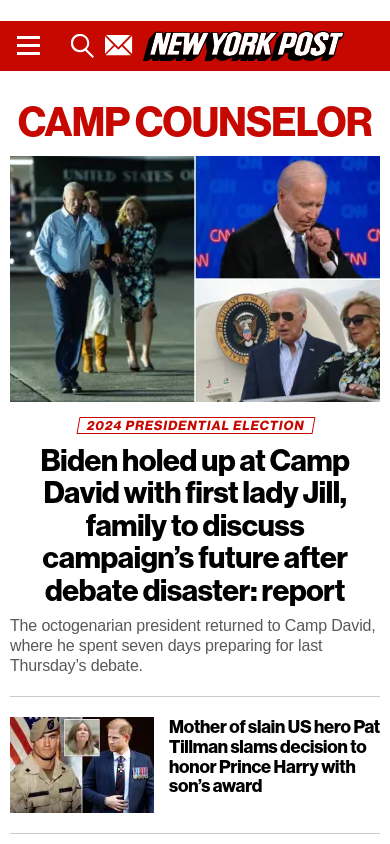 NEW YORK POST
CAMP COUNSELOR
UNITED STATES OF
CNN
CNN
2024 PRESIDENTIAL ELECTION
Biden holed up at Camp
David with first lady Jill,
family to discuss
campaign’s future after
debate disaster: report
The octogenarian president returned to Camp David,
where he spent seven days preparing for last
Thursday’s debate.
Mother of slain US hero Pat
Tillman slams decision to
honor Prince Harry with
son’s award